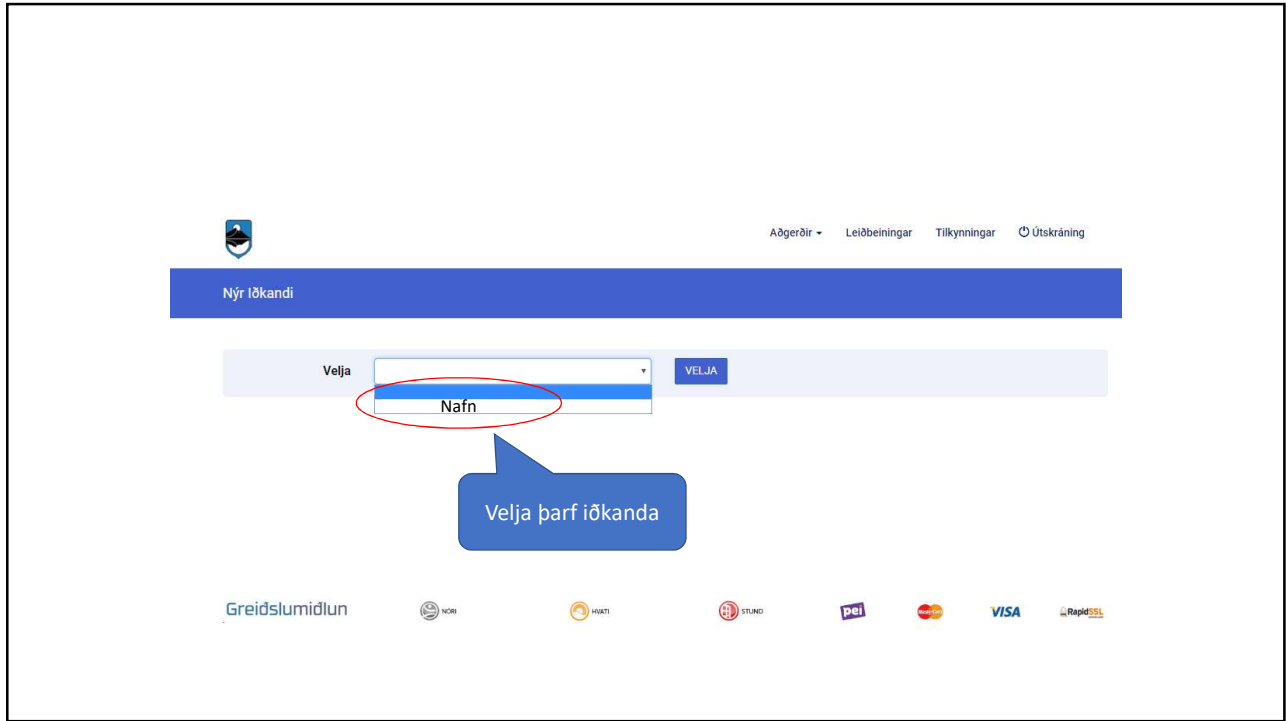 Aðgerðir Leiðbeiningar Tilkynningar Útskráning
Nýr Iðkandi
Velja VELJA
Nafn
Velja þarf iðkanda
Greiðslumiðlun NORI HVATI STUND pei MasterCard VISA RapidSSL